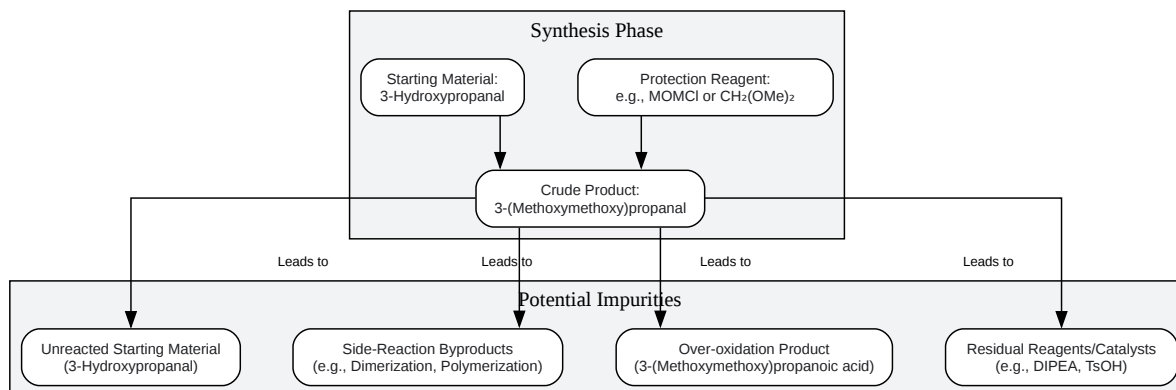 Synthesis Phase
Starting Material:
3-Hydroxypropanal
Protection Reagent:
e.g., MOMCl or CH₂(OMe)₂
Crude Product:
3-(Methoxymethoxy)propanal
Leads to
Leads to
Leads to
Leads to
Potential Impurities
Unreacted Starting Material
(3-Hydroxypropanal)
Side-Reaction Byproducts
(e.g., Dimerization, Polymerization)
Over-oxidation Product
(3-(Methoxymethoxy)propanoic acid)
Residual Reagents/Catalysts
(e.g., DIPEA, TsOH)